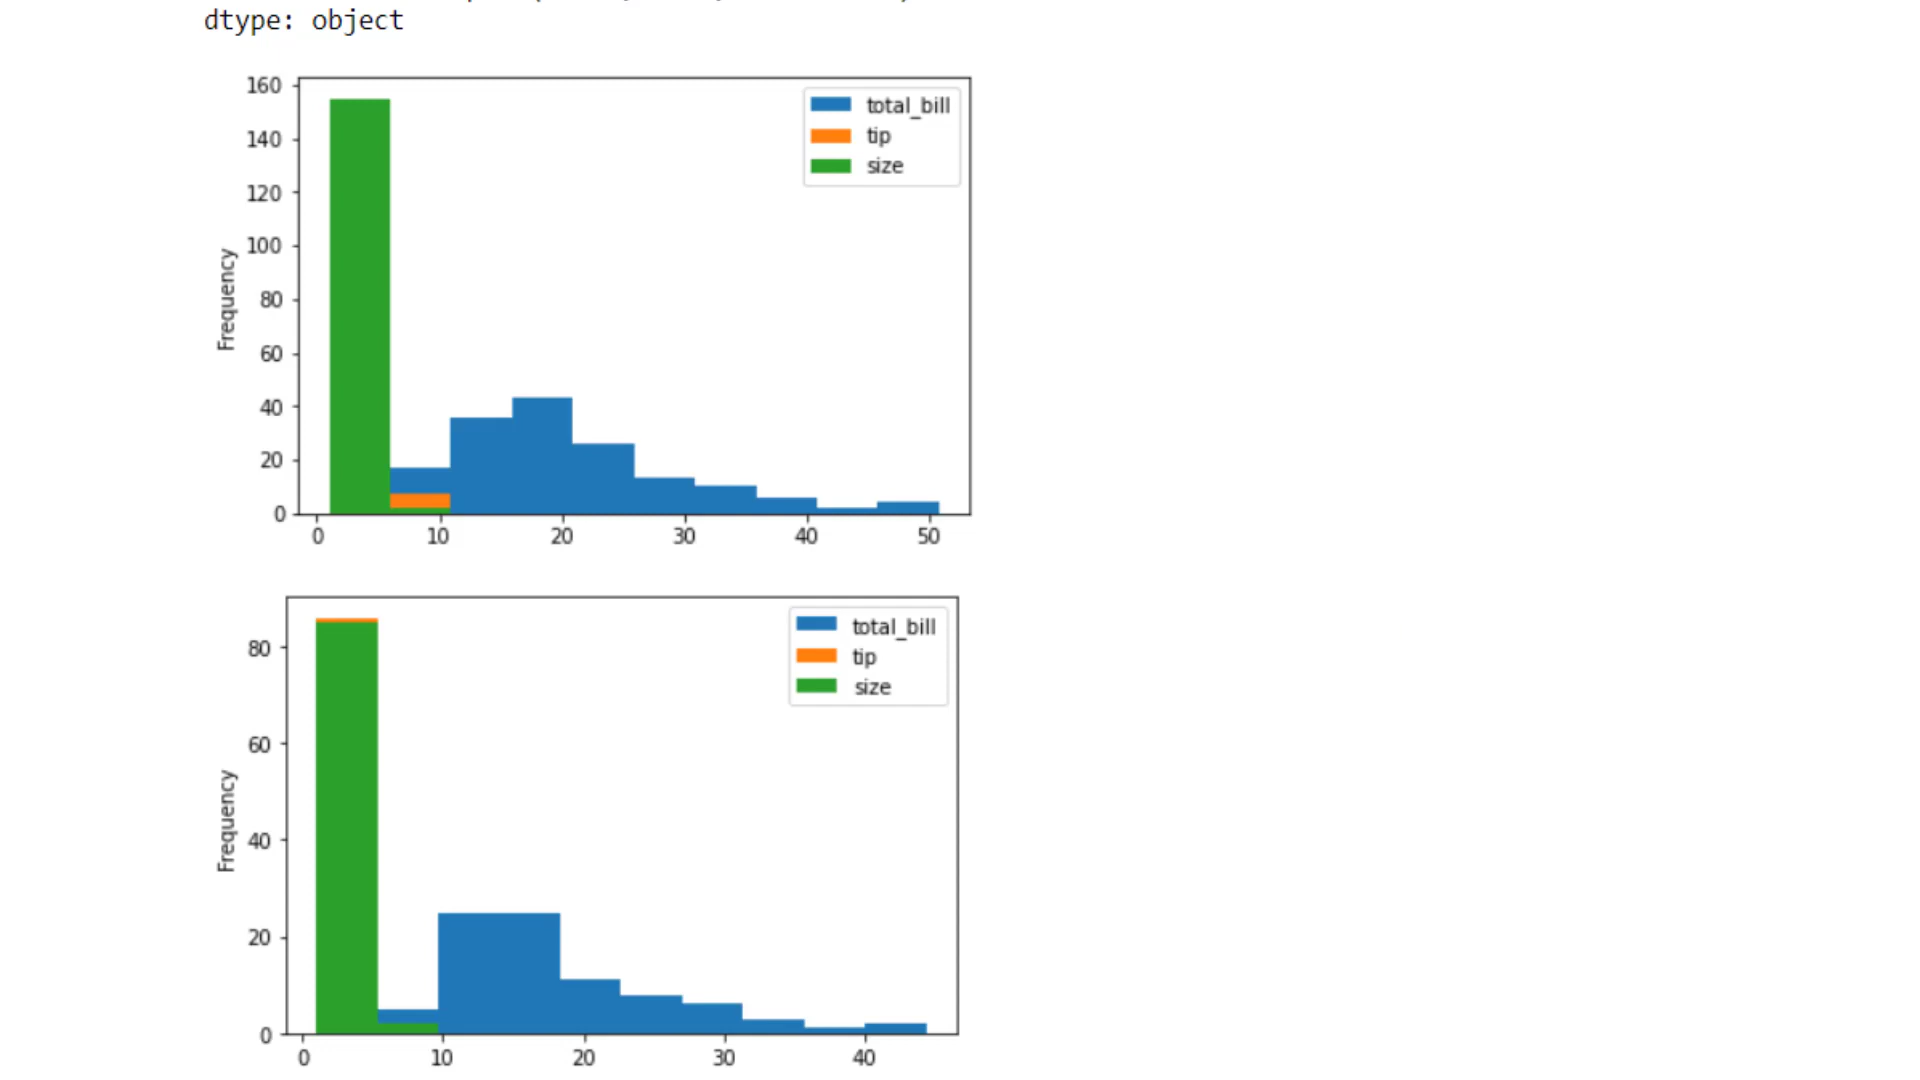 dtype: object
160
140
120
100
80
60
40
20
0
Frequency
total_bill
tip
size
0 10 20 30 40 50
80
60
40
20
0
Frequency
total_bill
tip
size
0 10 20 30 40